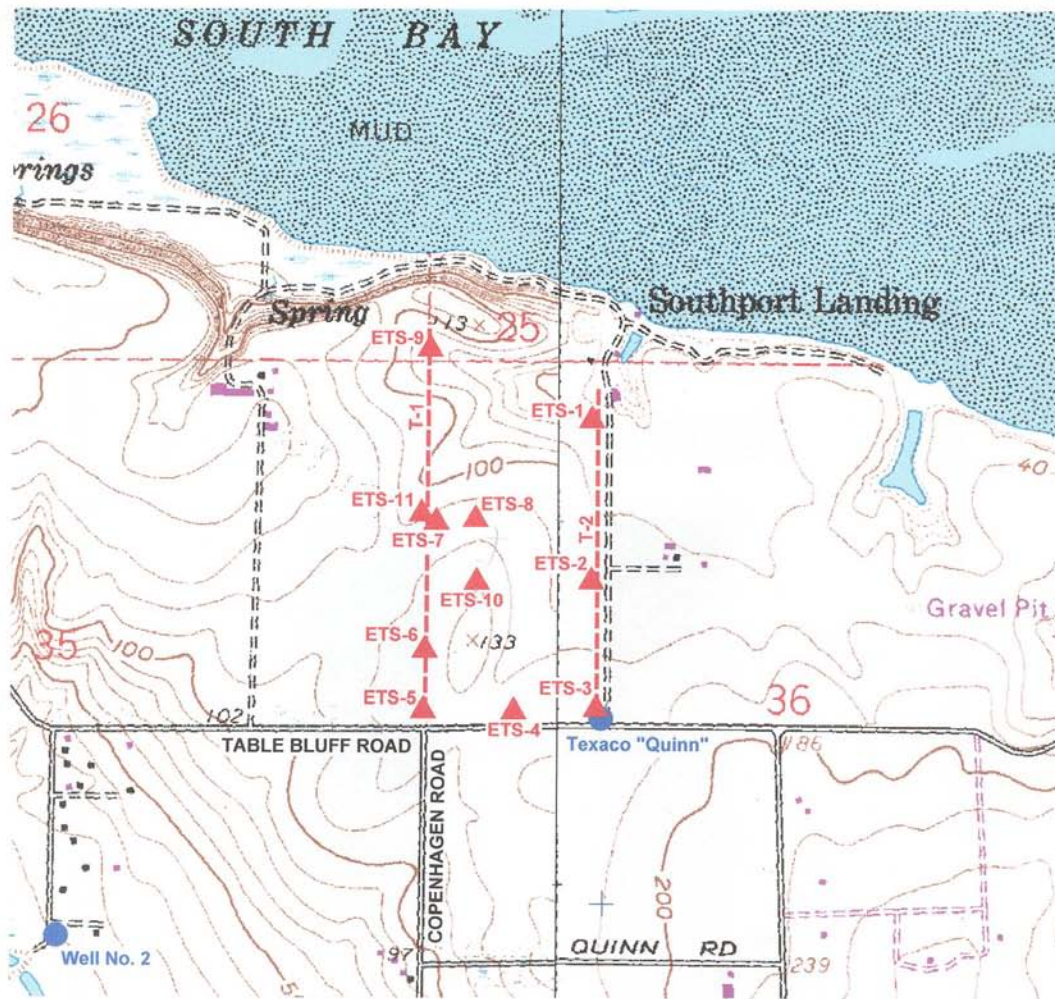 SOUTH BAY
26
MUD
rings
Southport Landing
Spring
113
25
ETS-9
ETS-1
T-1
100
40
ETS-11
ETS-8
ETS-7
T-2
ETS-2
ETS-10
Gravel Pit
ETS-6
133
35
100
ETS-5
ETS-3
36
102
ETS-4
TABLE BLUFF ROAD
Texaco "Quinn"
186
COPENHAGEN ROAD
200
Well No. 2
97
QUINN RD
239